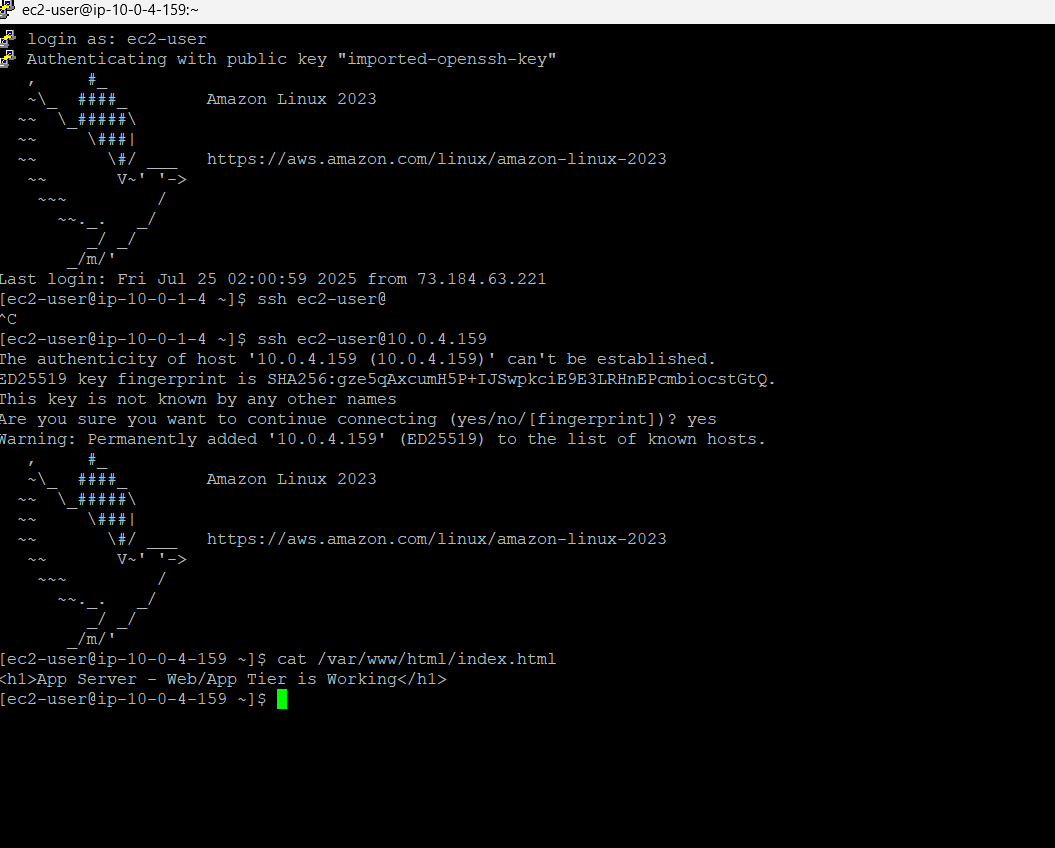 ec2-user@ip-10-0-4-159:~
login as: ec2-user
Authenticating with public key "imported-openssh-key"
   ,     #_
   ~\_  ####_        Amazon Linux 2023
  ~~  \_#####\
  ~~     \###|
  ~~       \#/ ___   https://aws.amazon.com/linux/amazon-linux-2023
   ~~       V~' '->
    ~~~         /
      ~~._.   _/
         _/ _/
       _/m/'
Last login: Fri Jul 25 02:00:59 2025 from 73.184.63.221
[ec2-user@ip-10-0-1-4 ~]$ ssh ec2-user@
^C
[ec2-user@ip-10-0-1-4 ~]$ ssh ec2-user@10.0.4.159
The authenticity of host '10.0.4.159 (10.0.4.159)' can't be established.
ED25519 key fingerprint is SHA256:gze5qAxcumH5P+IJSwpkciE9E3LRHnEPcmbiocstGtQ.
This key is not known by any other names
Are you sure you want to continue connecting (yes/no/[fingerprint])? yes
Warning: Permanently added '10.0.4.159' (ED25519) to the list of known hosts.
   ,     #_
   ~\_  ####_        Amazon Linux 2023
  ~~  \_#####\
  ~~     \###|
  ~~       \#/ ___   https://aws.amazon.com/linux/amazon-linux-2023
   ~~       V~' '->
    ~~~         /
      ~~._.   _/
         _/ _/
       _/m/'
[ec2-user@ip-10-0-4-159 ~]$ cat /var/www/html/index.html
<h1>App Server - Web/App Tier is Working</h1>
[ec2-user@ip-10-0-4-159 ~]$